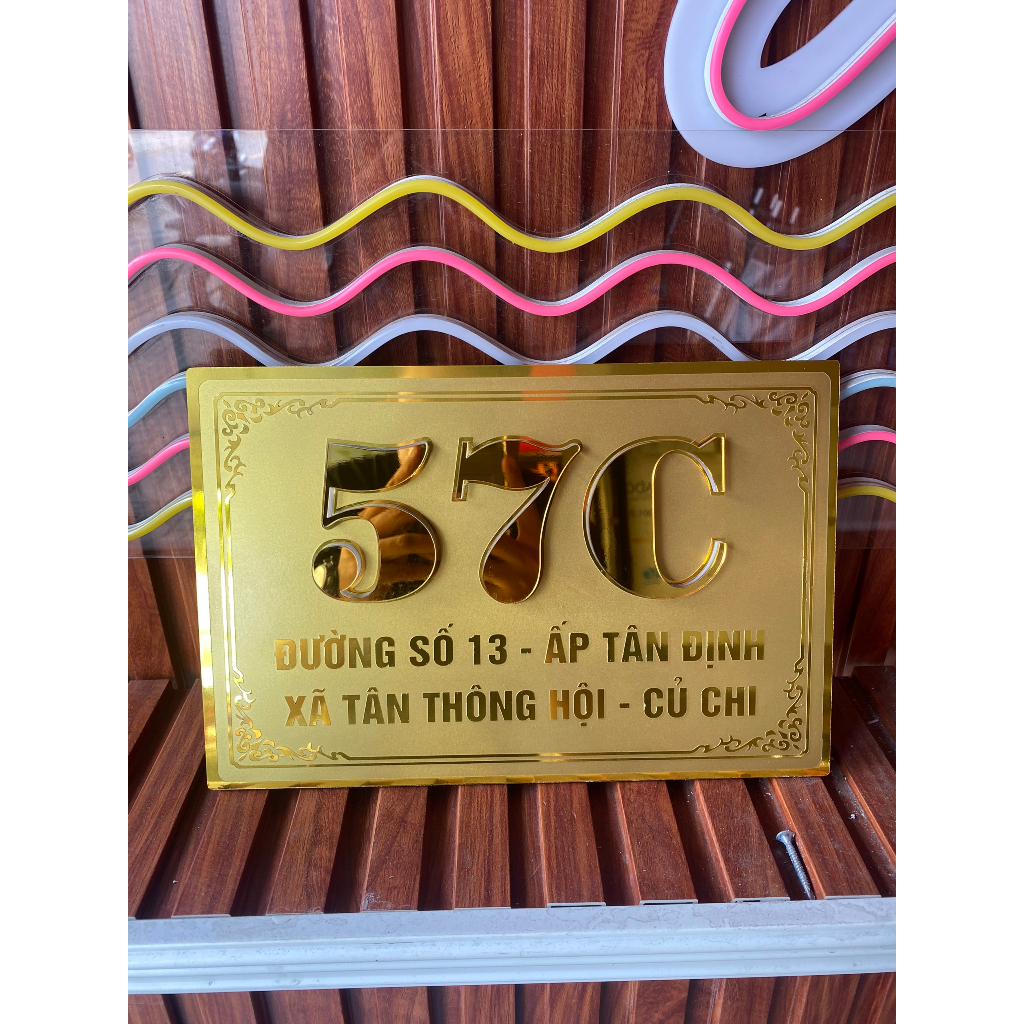 57C
ĐƯỜNG SỐ 13 - ẤP TÂN ĐỊNH
XÃ TÂN THÔNG HỘI - CỦ CHI